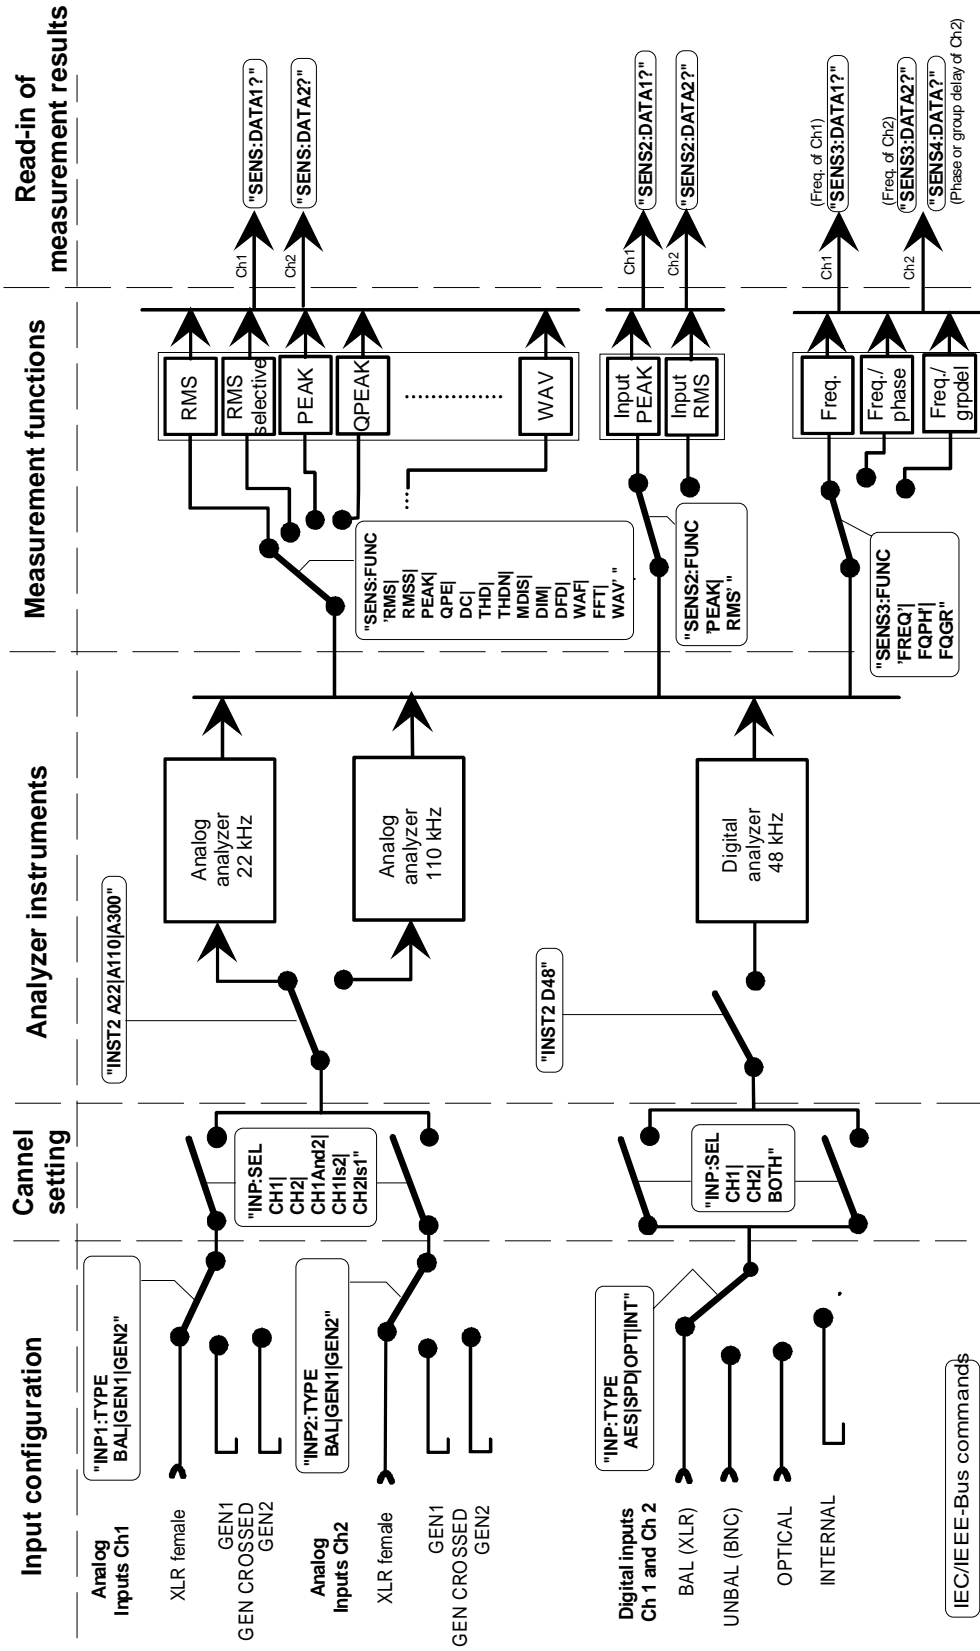 Input configuration
Cannel
setting
Analyzer instruments
Measurement functions
Read-in of
measurement results
Analog
Inputs Ch1
"INP1:TYPE
BAL|GEN1|GEN2"
XLR female
GEN1
GEN CROSSED
GEN2
Analog
Inputs Ch2
"INP2:TYPE
BAL|GEN1|GEN2"
XLR female
GEN1
GEN CROSSED
GEN2
"INP:SEL
CH1|
CH2|
CH1And2|
CH1Is2|
CH2Is1"
"INST2 A22|A110|A300"
Analog
analyzer
22 kHz
Analog
analyzer
110 kHz
Digital inputs
Ch 1 and Ch 2
"INP:TYPE
AES|SPD|OPT|INT"
BAL (XLR)
UNBAL (BNC)
OPTICAL
INTERNAL
"INP:SEL
CH1|
CH2|
BOTH"
"INST2 D48"
Digital
analyzer
48 kHz
"SENS:FUNC
'RMS|
RMSS|
PEAK|
QPE|
DC|
THD|
THDN|
MDIS|
DIM|
DFD|
WAF|
FFT|
WAV' "
RMS
RMS
selective
PEAK
QPEAK
..................
....
WAV
Ch1
"SENS:DATA1?"
Ch2
"SENS:DATA2?"
"SENS2:FUNC
'PEAK|
RMS'"
Input
PEAK
Input
RMS
Ch1
"SENS2:DATA1?"
Ch2
"SENS2:DATA2?"
"SENS3:FUNC
'FREQ'|
FQPH'|
FQGR"
Freq.
Freq./
phase
Freq./
grpdel
Ch1
(Freq. of Ch1)
"SENS3:DATA1?"
Ch2
(Freq. of Ch2)
"SENS3:DATA2?"
"SENS4:DATA?"
(Phase or group delay of Ch2)
IEC/IEEE-Bus commands